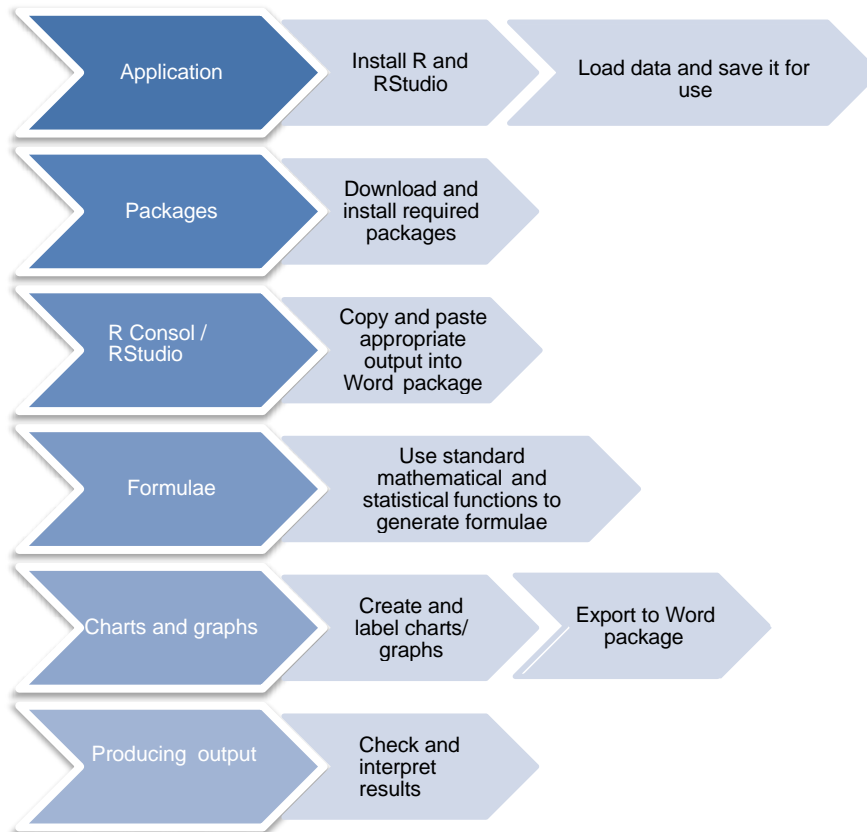 Application
Install R and
RStudio
Load data and save it for
use
Packages
Download and
install required
packages
R Consol /
RStudio
Copy and paste
appropriate
output into
Word package
Formulae
Use standard
mathematical and
statistical functions to
generate formulae
Charts and graphs
Create and
label charts/
graphs
Export to Word
package
Producing output
Check and
interpret
results